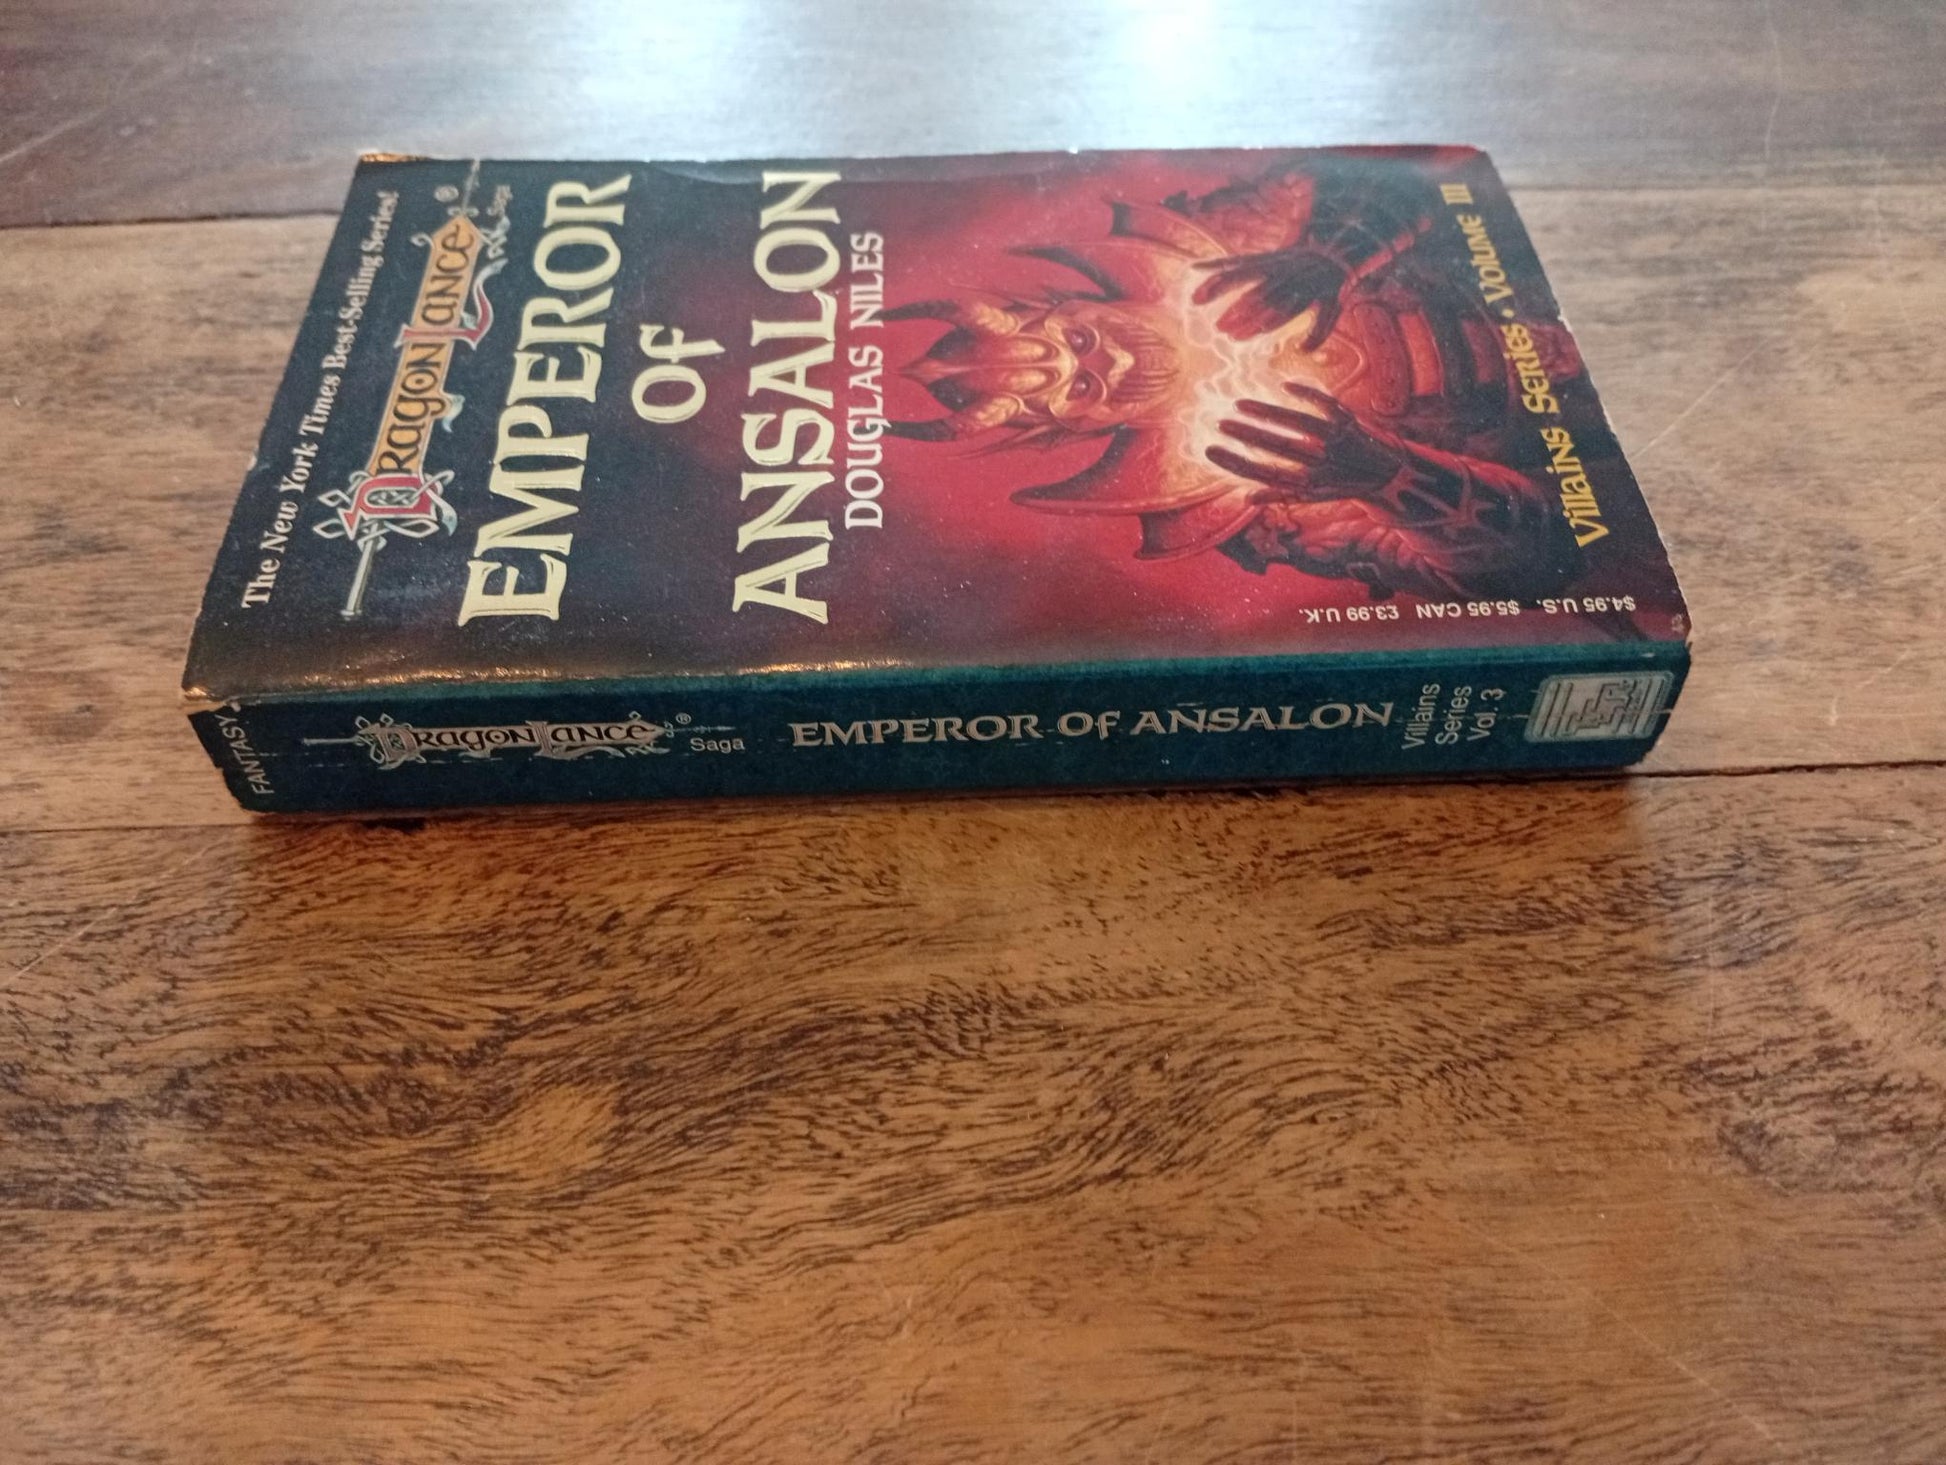 The New York Times Best-Selling Series!
DRAGONLANCE®
Saga
EMPEROR
OF
ANSALON
DOUGLAS NILES
Villains Series • Volume III
$4.95 U.S. $5.95 CAN £3.99 U.K.
FANTASY
DRAGONLANCE®
Saga
EMPEROR OF ANSALON
Villains
Series
Vol. 3
TSR